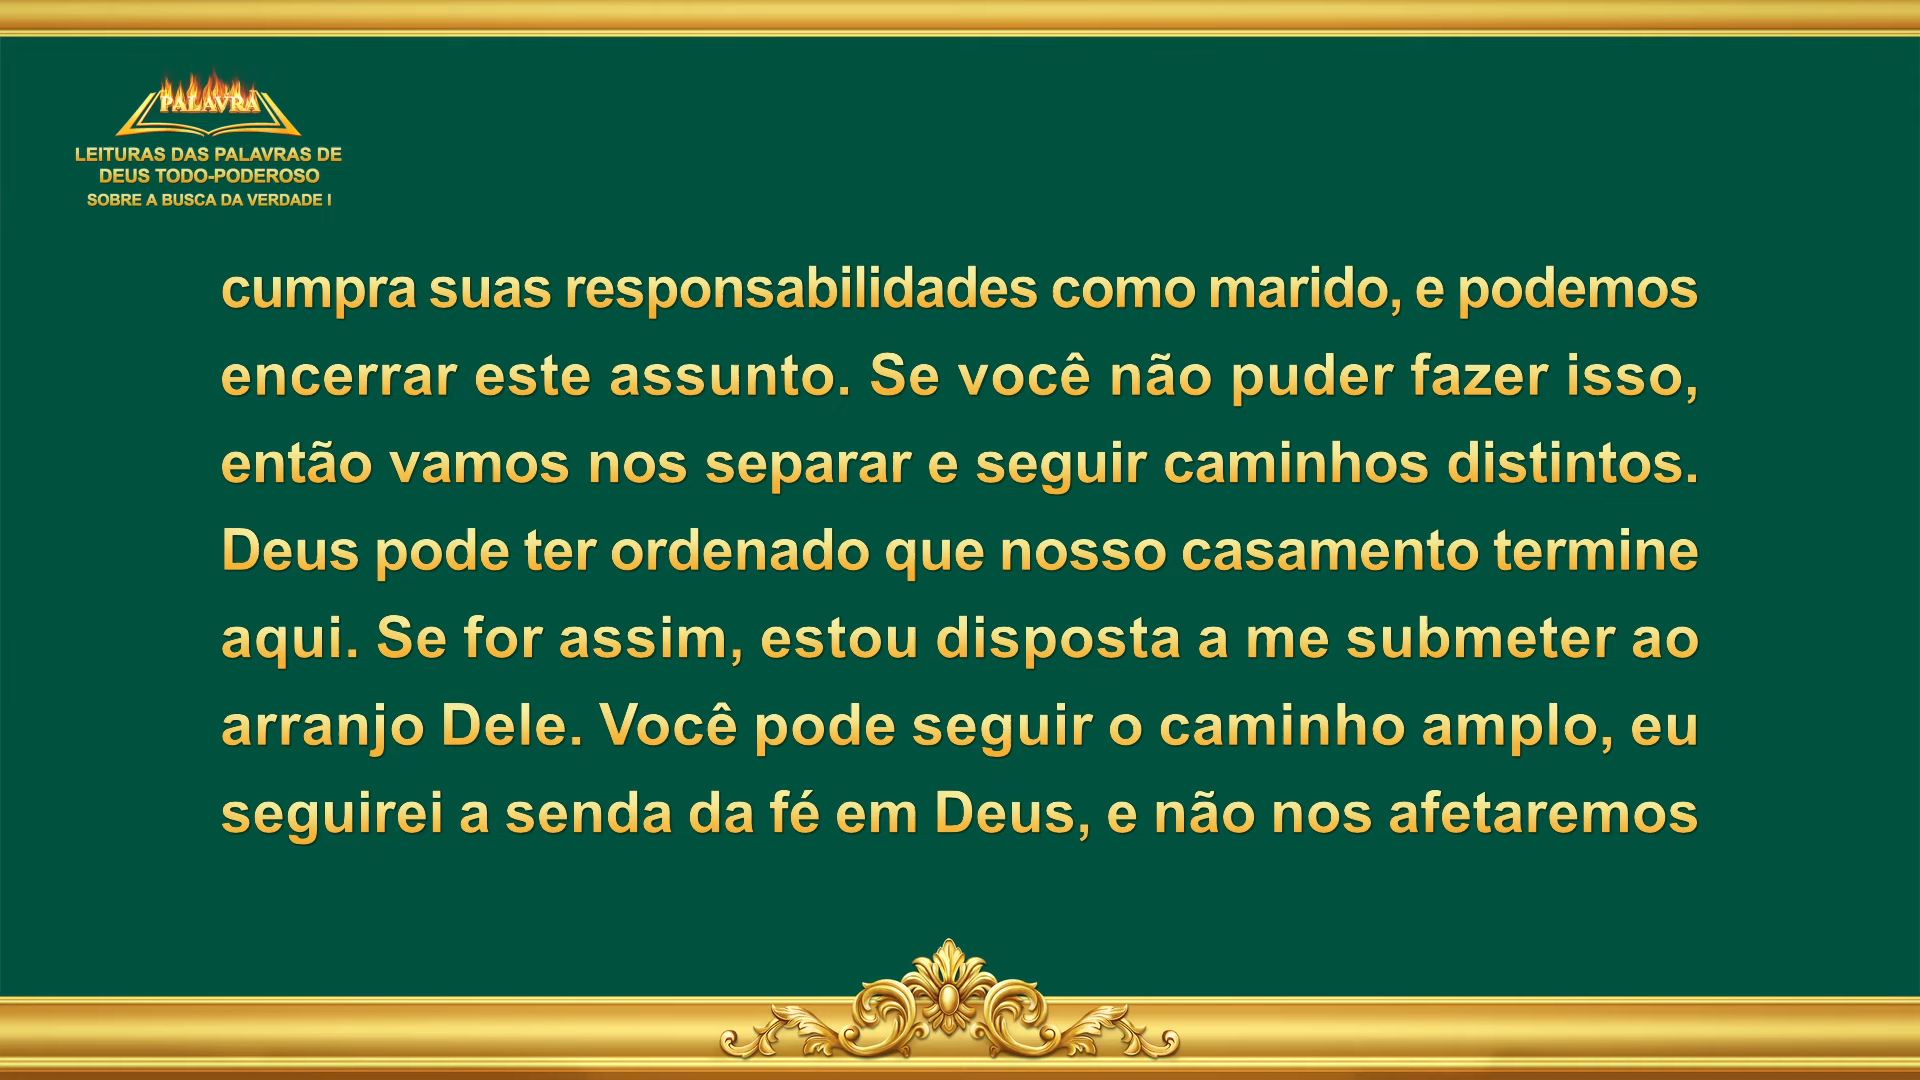 PALAVRA
LEITURAS DAS PALAVRAS DE
DEUS TODO-PODEROSO
SOBRE A BUSCA DA VERDADE I
cumpra suas responsabilidades como marido, e podemos
encerrar este assunto. Se você não puder fazer isso,
então vamos nos separar e seguir caminhos distintos.
Deus pode ter ordenado que nosso casamento termine
aqui. Se for assim, estou disposta a me submeter ao
arranjo Dele. Você pode seguir o caminho amplo, eu
seguirei a senda da fé em Deus, e não nos afetaremos